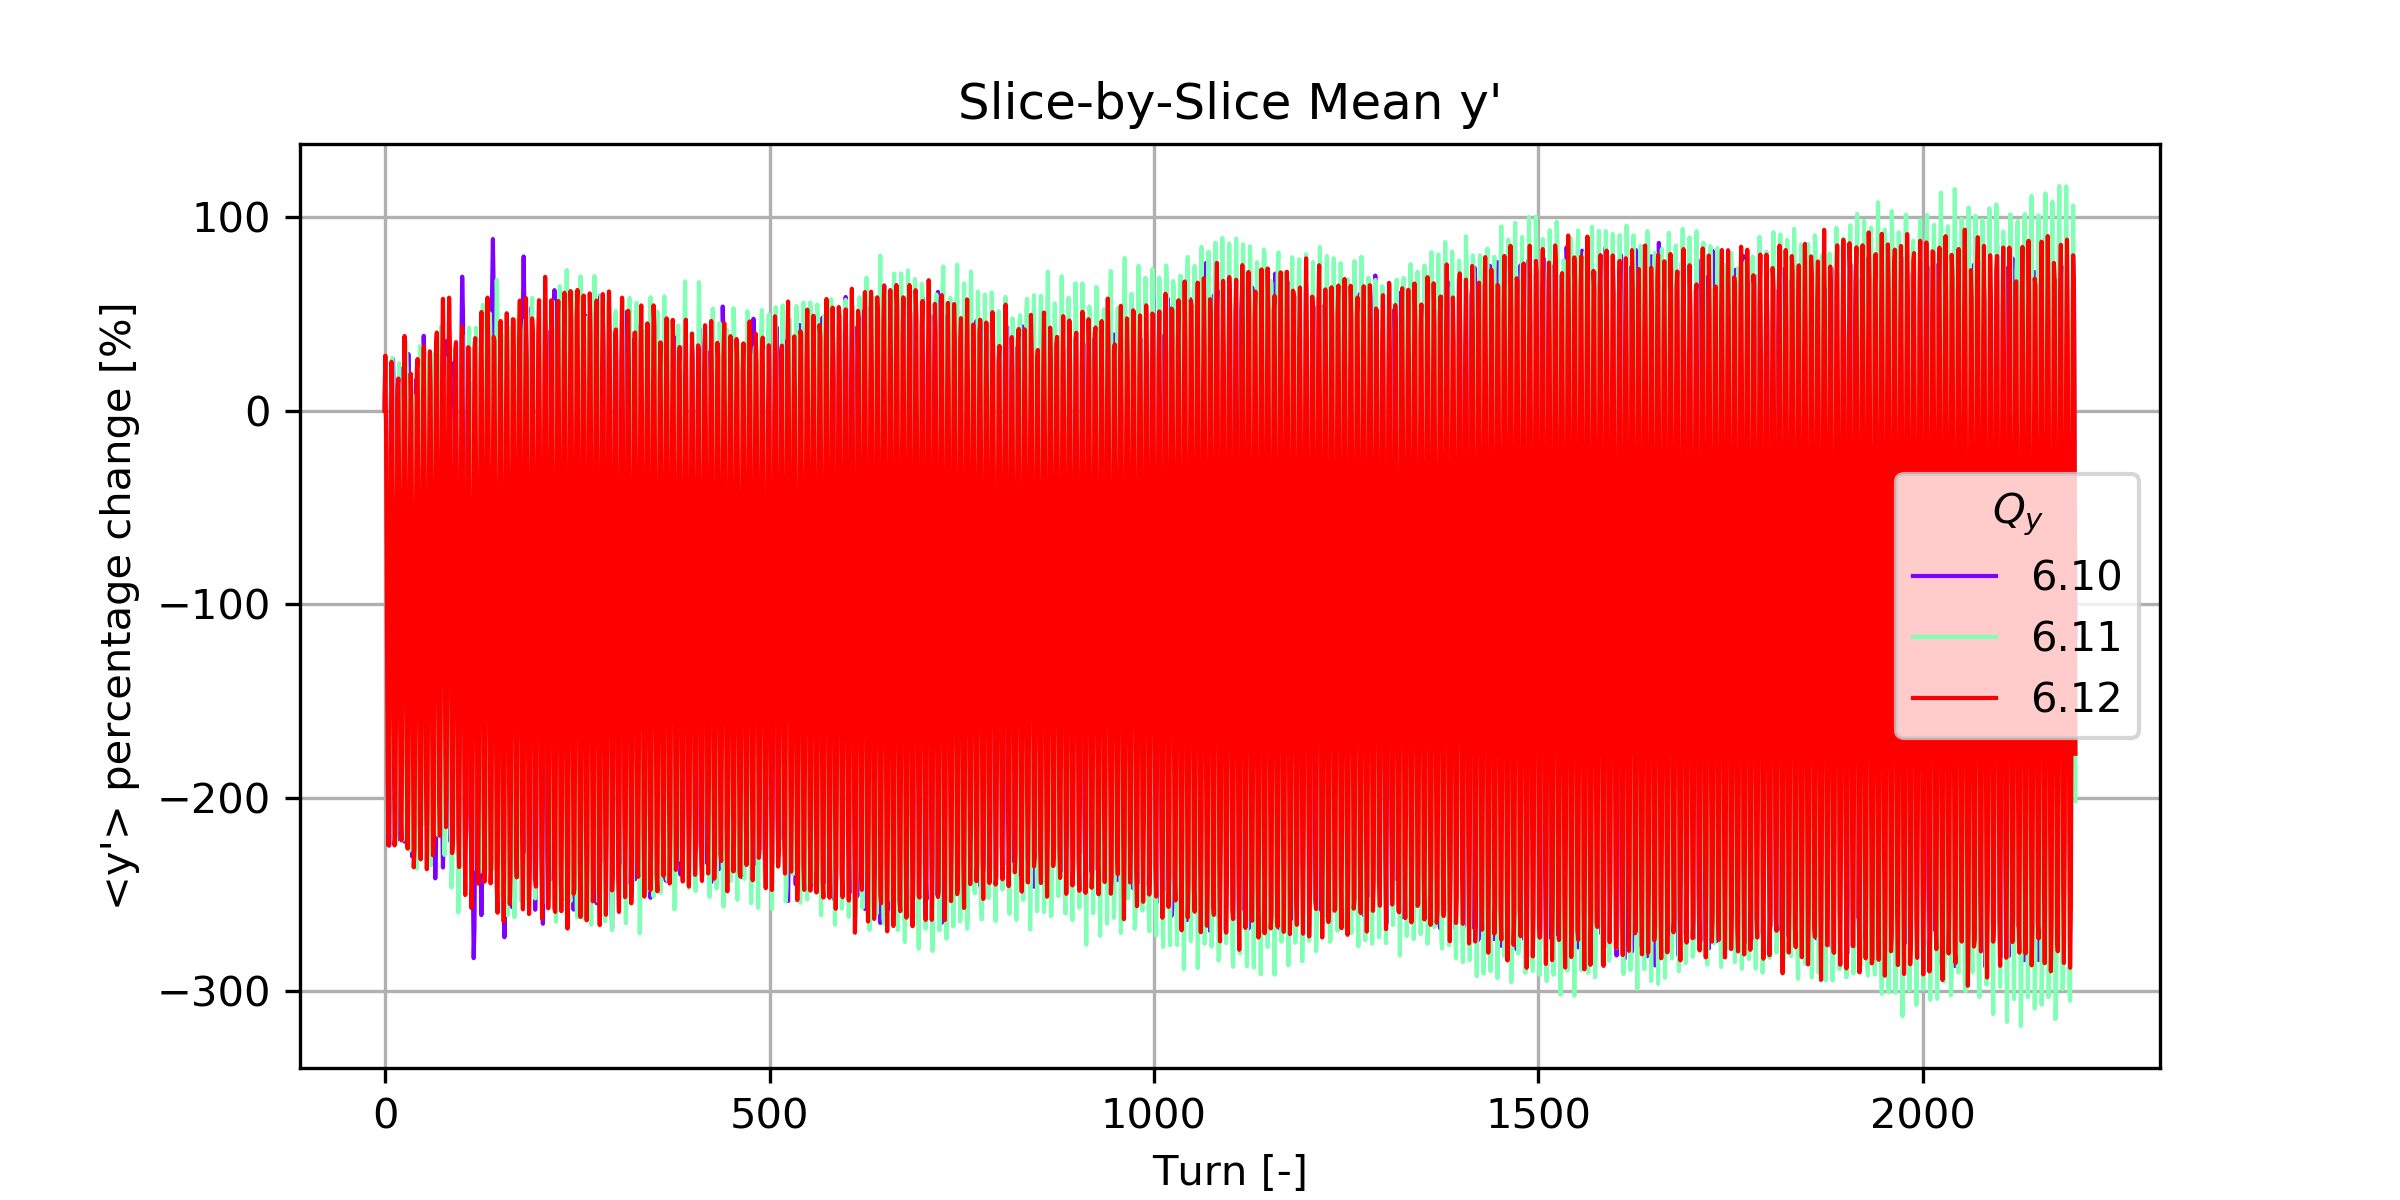 Slice-by-Slice Mean y'
<y'> percentage change [%]
100
0
−100
−200
−300
Q_y
6.10
6.11
6.12
0 500 1000 1500 2000
Turn [-]